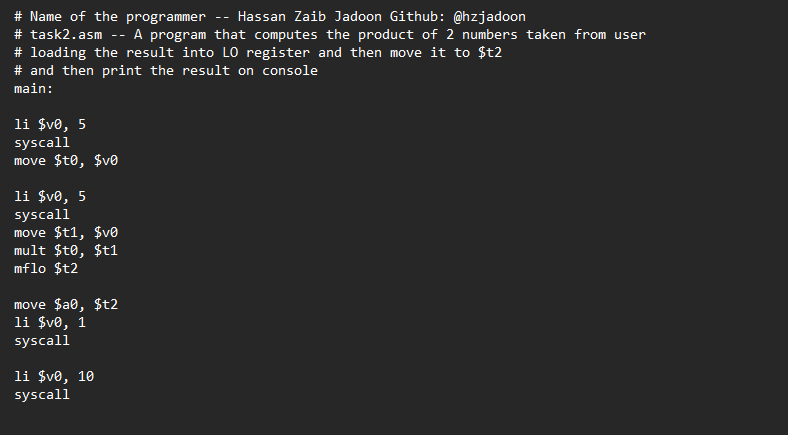 # Name of the programmer -- Hassan Zaib Jadoon Github: @hzjadoon
# task2.asm -- A program that computes the product of 2 numbers taken from user
# loading the result into LO register and then move it to $t2
# and then print the result on console
main:
li $v0, 5
syscall
move $t0, $v0
li $v0, 5
syscall
move $t1, $v0
mult $t0, $t1
mflo $t2
move $a0, $t2
li $v0, 1
syscall
li $v0, 10
syscall